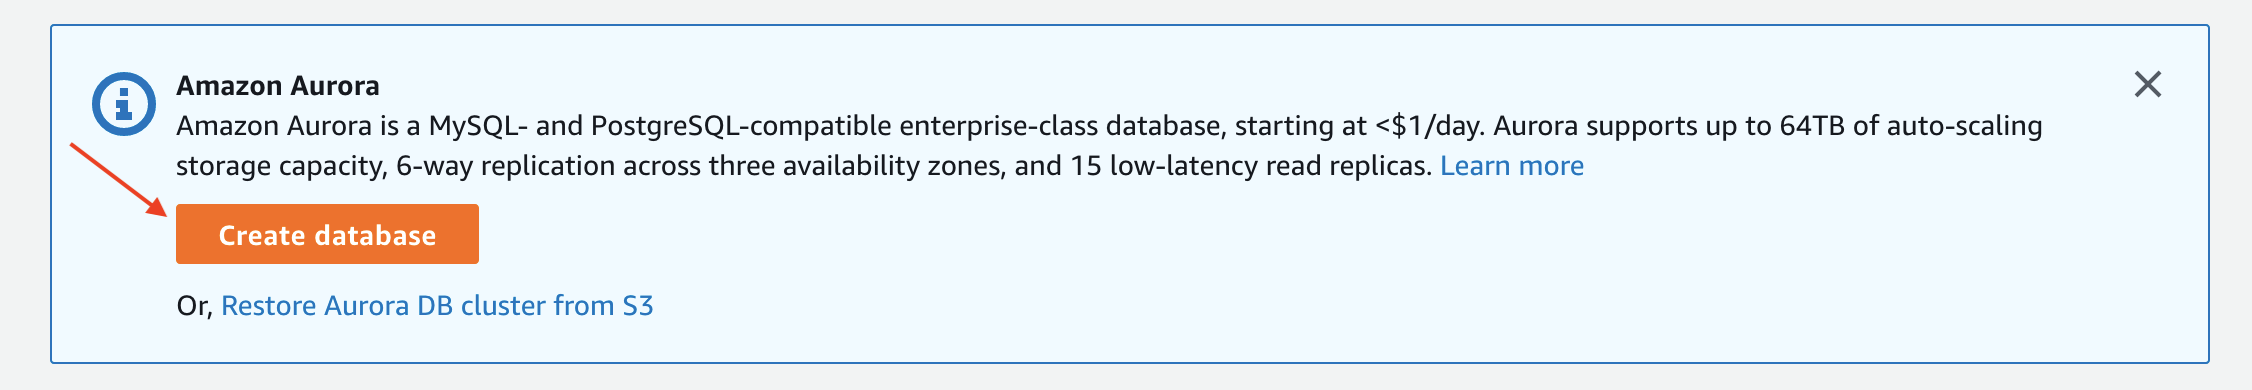 Amazon Aurora
Amazon Aurora is a MySQL- and PostgreSQL-compatible enterprise-class database, starting at <$1/day. Aurora supports up to 64TB of auto-scaling
storage capacity, 6-way replication across three availability zones, and 15 low-latency read replicas. Learn more
Create database
Or, Restore Aurora DB cluster from S3